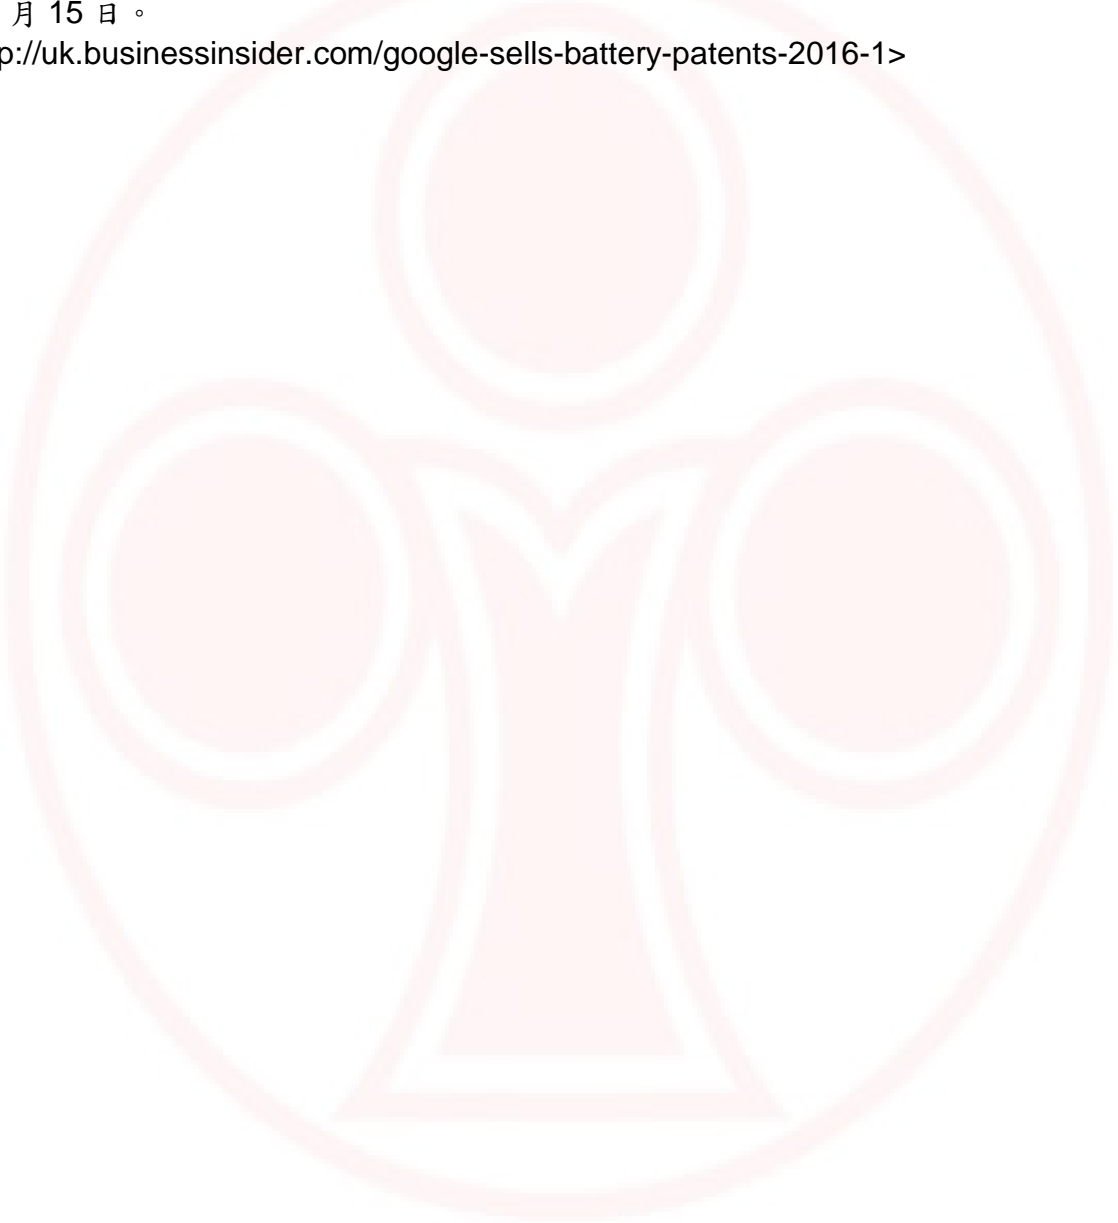 月 15 日。
p://uk.businessinsider.com/google-sells-battery-patents-2016-1>